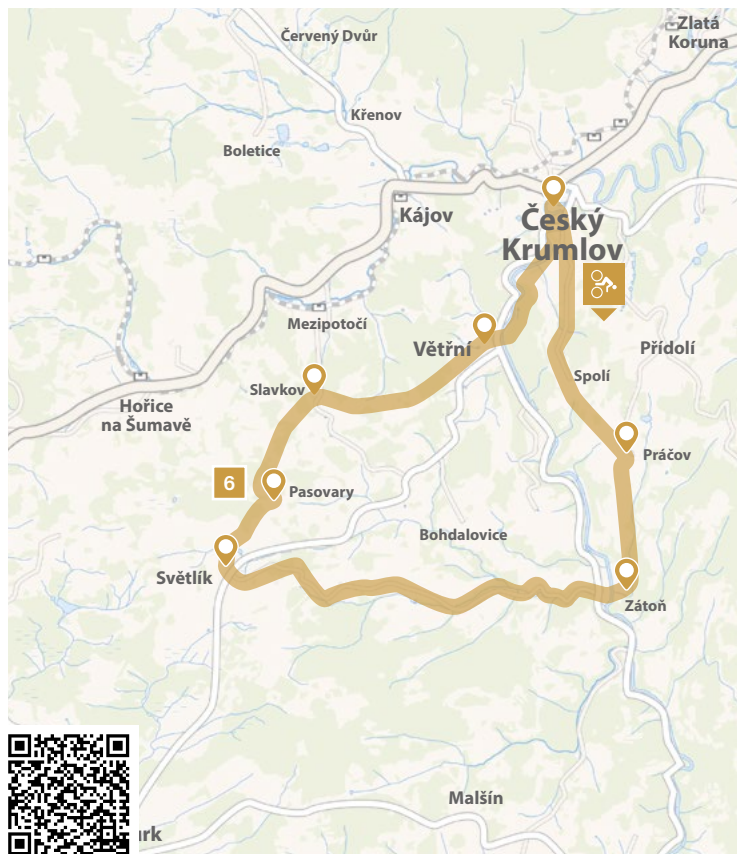 Zlatá
Koruna
Červený Dvůr
Křenov
Boletice
Kájov
Český
Krumlov
Mezipotočí
Větřní
Přídolí
Spolí
Slavkov
Hořice
na Šumavě
Práčov
6
Pasovary
Bohdalovice
Světlík
Zátoň
Malšín